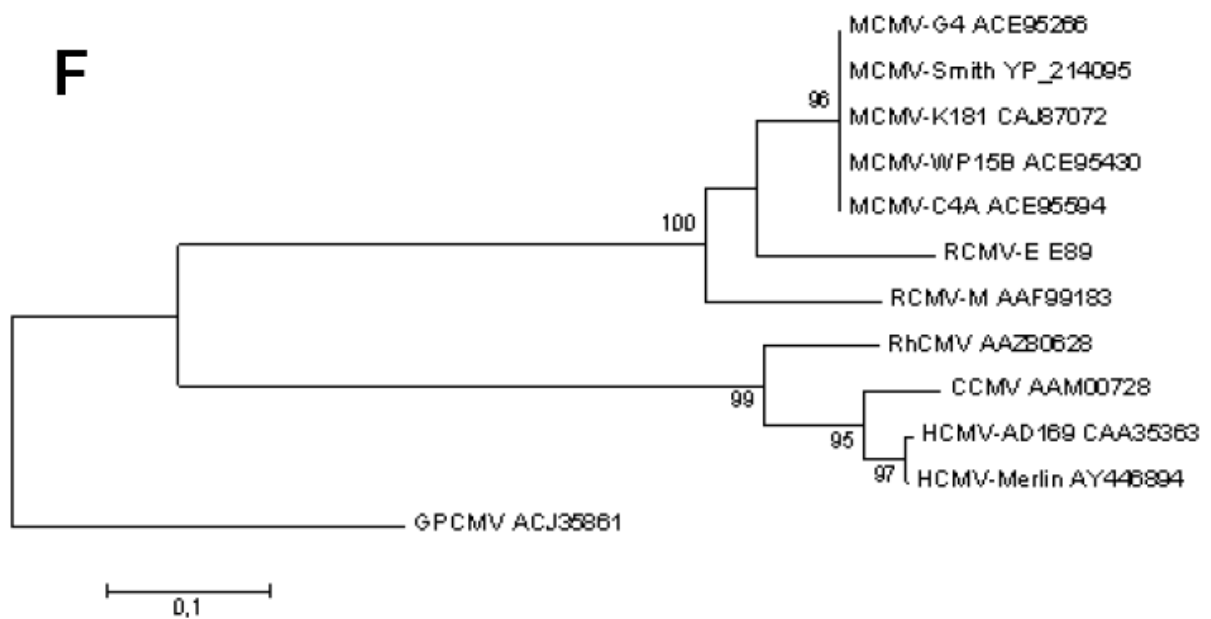 F
MCMV-G4 ACE95266
MCMV-Smith YP_214095
96
MCMV-K181 CAJ87072
MCMV-WP15B ACE95430
MCMV-C4A ACE95594
100
RCMV-E E89
RCMV-M AAF99183
RhCMV AAZ80628
CCMV AAM00728
99
HCMV-AD169 CAA35363
95
97
HCMV-Merlin AY446894
GPCMV ACJ35861
0,1